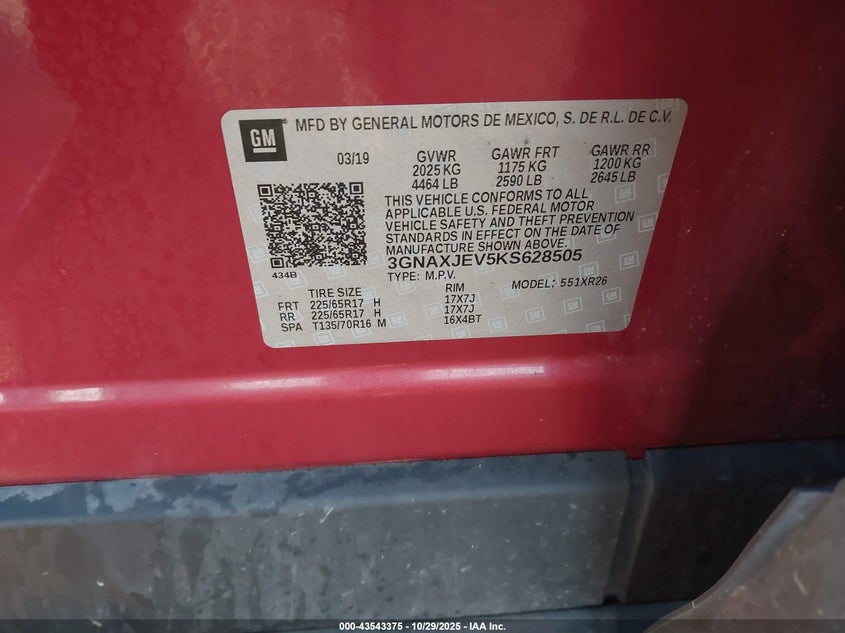 GM
®
MFD BY GENERAL MOTORS DE MEXICO, S. DE R.L. DE C.V.
03/19 GVWR GAWR FRT GAWR RR
2025 KG 1175 KG 1200 KG
4464 LB 2590 LB 2645 LB
THIS VEHICLE CONFORMS TO ALL
APPLICABLE U.S. FEDERAL MOTOR
VEHICLE SAFETY AND THEFT PREVENTION
STANDARDS IN EFFECT ON THE DATE OF
MANUFACTURE SHOWN ABOVE.
434B
3GNAXJEV5KS628505
TYPE: M.P.V. MODEL: 551XR26
TIRE SIZE RIM
FRT 225/65R17 H 17X7J
RR 225/65R17 H 17X7J
SPA T135/70R16 M 16X4BT
000-43543375 - 10/29/2025 - IAA Inc.